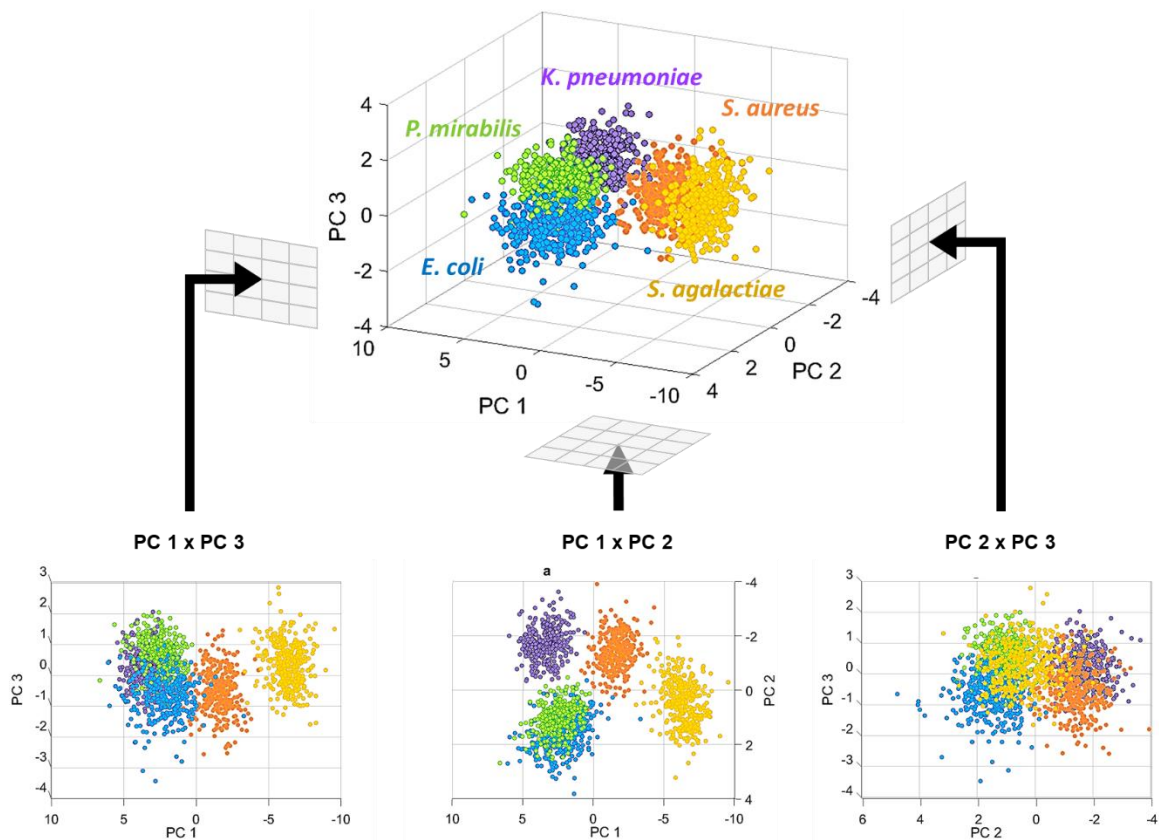 K. pneumoniae
S. aureus
P. mirabilis
E. coli
S. agalactiae
4
2
0
-2
-4
PC 3
10
5
0
-5
-10
PC 1
4
2
0
-2
-4
PC 2
PC 1 x PC 3
PC 1 x PC 2
PC 2 x PC 3
3
2
1
0
-1
-2
-3
-4
PC 3
10
5
0
-5
-10
PC 1
a
-4
-2
0
2
4
PC 2
10
5
0
-5
-10
PC 1
3
2
1
0
-1
-2
-3
-4
PC 3
6
4
2
0
-2
-4
PC 2